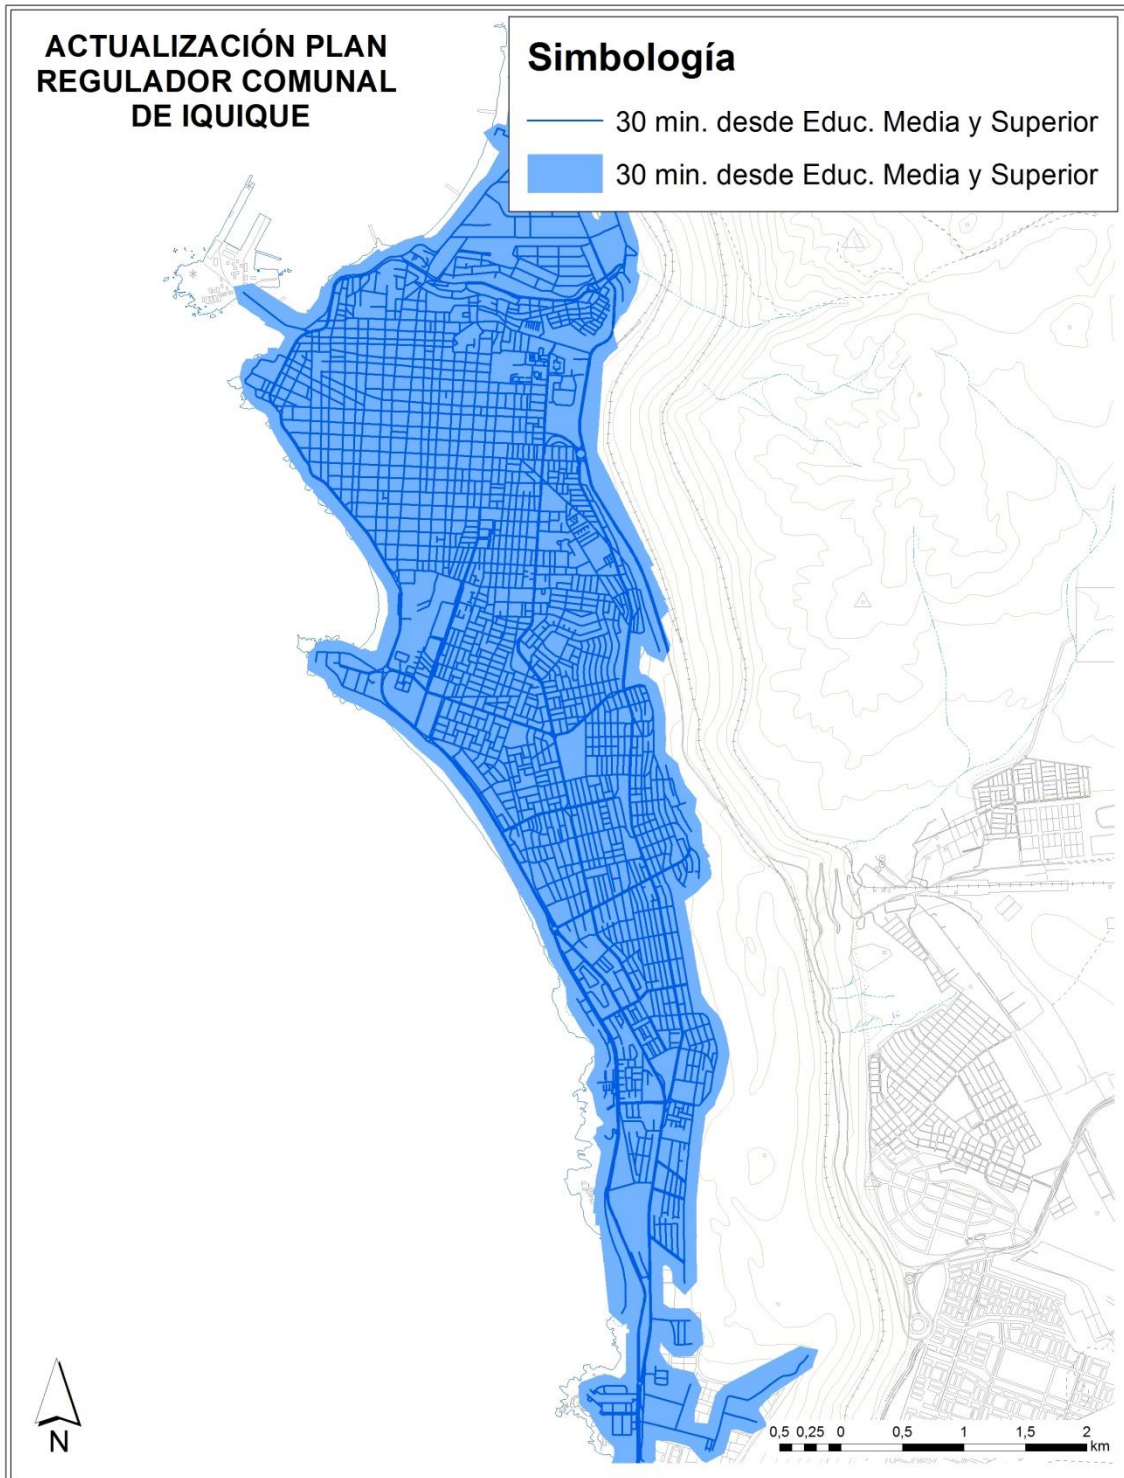 ACTUALIZACIÓN PLAN
REGULADOR COMUNAL
DE IQUIQUE
Simbología
30 min. desde Educ. Media y Superior
30 min. desde Educ. Media y Superior
N
0,5 0,25 0 0,5 1 1,5 2
km